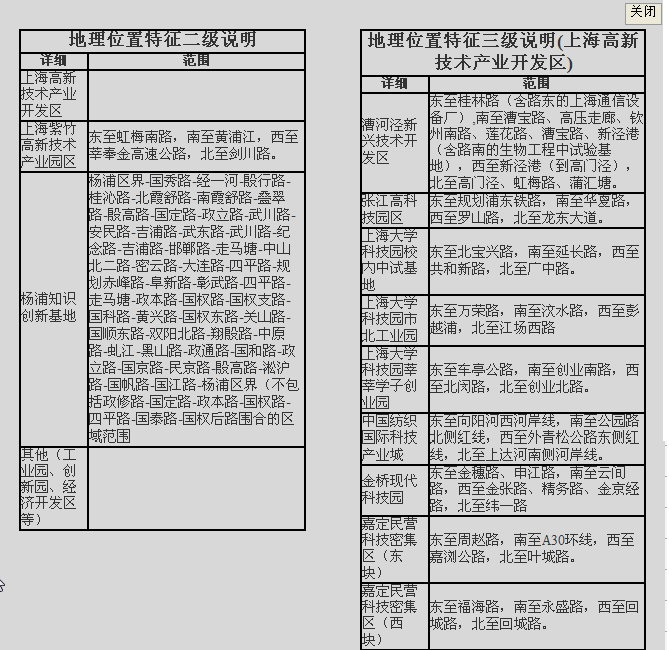 关闭
地理位置特征二级说明
详细
范围
上海高新
技术产业
开发区
上海紫竹
高新技术
产业园区
东至虹梅南路，南至黄浦江，西至
莘奉金高速公路，北至剑川路。
杨浦知识
创新基地
杨浦区界-国秀路-经一河-殷行路-
桂沁路-北霞舒路-南霞舒路-叠翠
路-殷高路-国定路-政立路-武川路-
安民路-吉浦路-武东路-武川路-纪
念路-吉浦路-邯郸路-走马塘-中山
北二路-密云路-大连路-四平路-规
划赤峰路-阜新路-彰武路-四平路-
走马塘-政本路-国权路-国权支路-
国科路-黄兴路-国权东路-关山路-
国顺东路-双阳北路-翔殷路-中原
路-虬江-黑山路-政通路-国和路-政
立路-国京路-民京路-殷高路-淞沪
路-国帆路-国江路-杨浦区界（不包
括政修路-国定路-政本路-国权路-
四平路-国泰路-国权后路围合的区
域范围
其他（工
业园、创
新园、经
济开发区
等）
地理位置特征三级说明(上海高新
技术产业开发区)
详细
范围
漕河泾新
兴技术开
发区
东至桂林路（含路东的上海通信设
备厂）,南至漕宝路、高压走廊、钦
州南路、莲花路、漕宝路、新泾港
（含路南的生物工程中试验基
地），西至新泾港（到高门泾），
北至高门泾、虹梅路、蒲汇塘。
张江高科
技园区
东至规划浦东铁路，南至华夏路，
西至罗山路，北至龙东大道。
上海大学
科技园校
内中试基
地
东至北宝兴路，南至延长路，西至
共和新路，北至广中路。
上海大学
科技园市
北工业园
东至万荣路，南至汶水路，西至彭
越浦，北至江场西路
上海大学
科技园莘
莘学子创
业园
东至车亭公路，南至创业南路，西
至北闵路，北至创业北路。
中国纺织
国际科技
产业城
东至向阳河西河岸线，南至公园路
北侧红线，西至外青松公路东侧红
线，北至上达河南侧河岸线。
金桥现代
科技园
东至金穗路、申江路，南至云间
路，西至金张路、精务路、金京经
路，北至纬一路
嘉定民营
科技密集
区（东
块）
东至周赵路，南至A30环线，西至
嘉浏公路，北至叶城路。
嘉定民营
科技密集
区（西
块）
东至福海路，南至永盛路，西至回
城路，北至回城路。